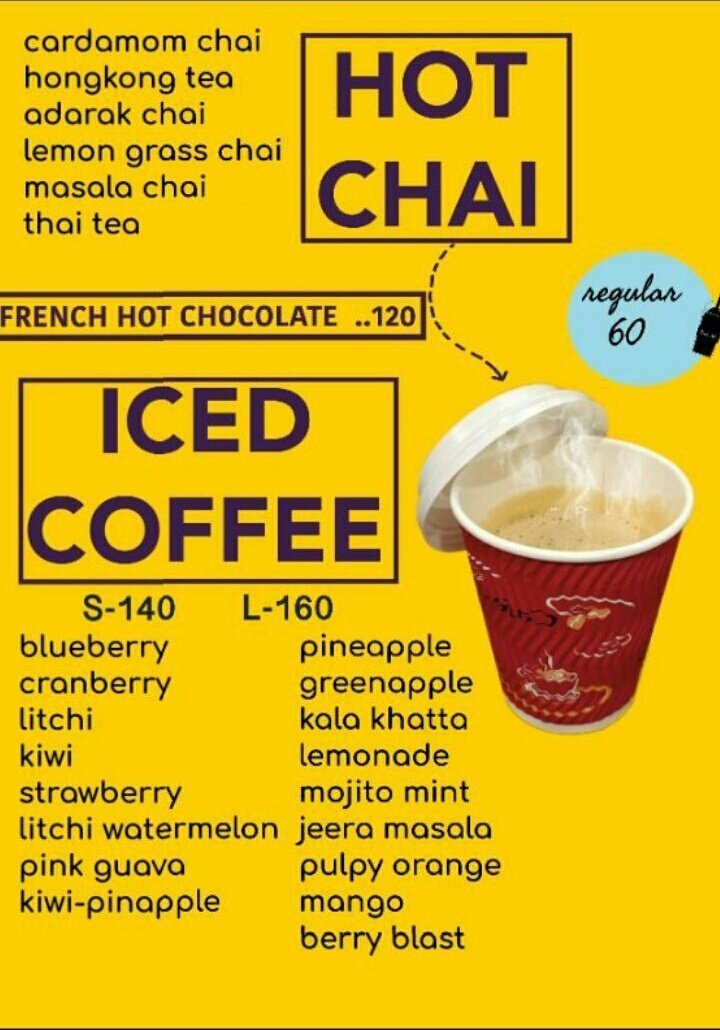 cardamom chai
hongkong tea
adarak chai
lemon grass chai
masala chai
thai tea
HOT
CHAI
FRENCH HOT CHOCOLATE ..120
regular
60
ICED
COFFEE
S-140 L-160
blueberry
cranberry
litchi
kiwi
strawberry
litchi watermelon
pink guava
kiwi-pinapple
pineapple
greenapple
kala khatta
lemonade
mojito mint
jeera masala
pulpy orange
mango
berry blast